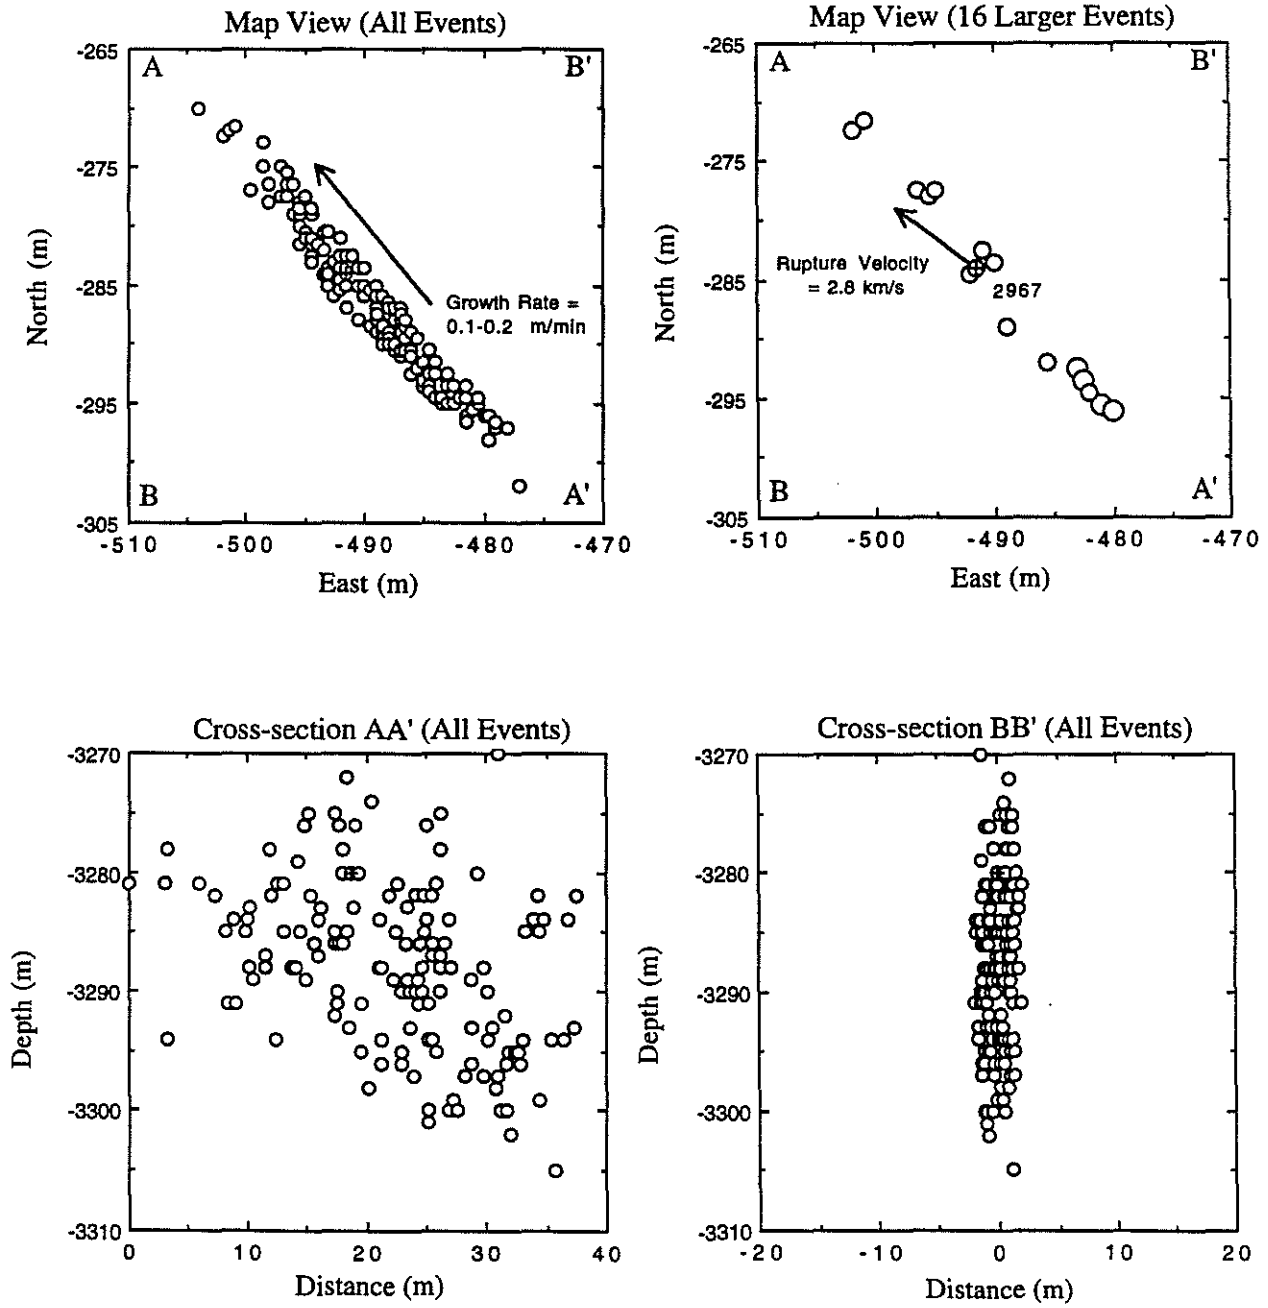 Map View (All Events)
-265
-275
-285
-295
-305
North (m)
A
B'
B
A'
Growth Rate =
0.1-0.2 m/min
-510
-500
-490
-480
-470
East (m)
Map View (16 Larger Events)
-265
-275
-285
-295
-305
North (m)
A
B'
B
A'
Rupture Velocity
= 2.8 km/s
2967
-510
-500
-490
-480
-470
East (m)
Cross-section AA' (All Events)
-3270
-3280
-3290
-3300
-3310
Depth (m)
0
10
20
30
40
Distance (m)
Cross-section BB' (All Events)
-3270
-3280
-3290
-3300
-3310
Depth (m)
-20
-10
0
10
20
Distance (m)